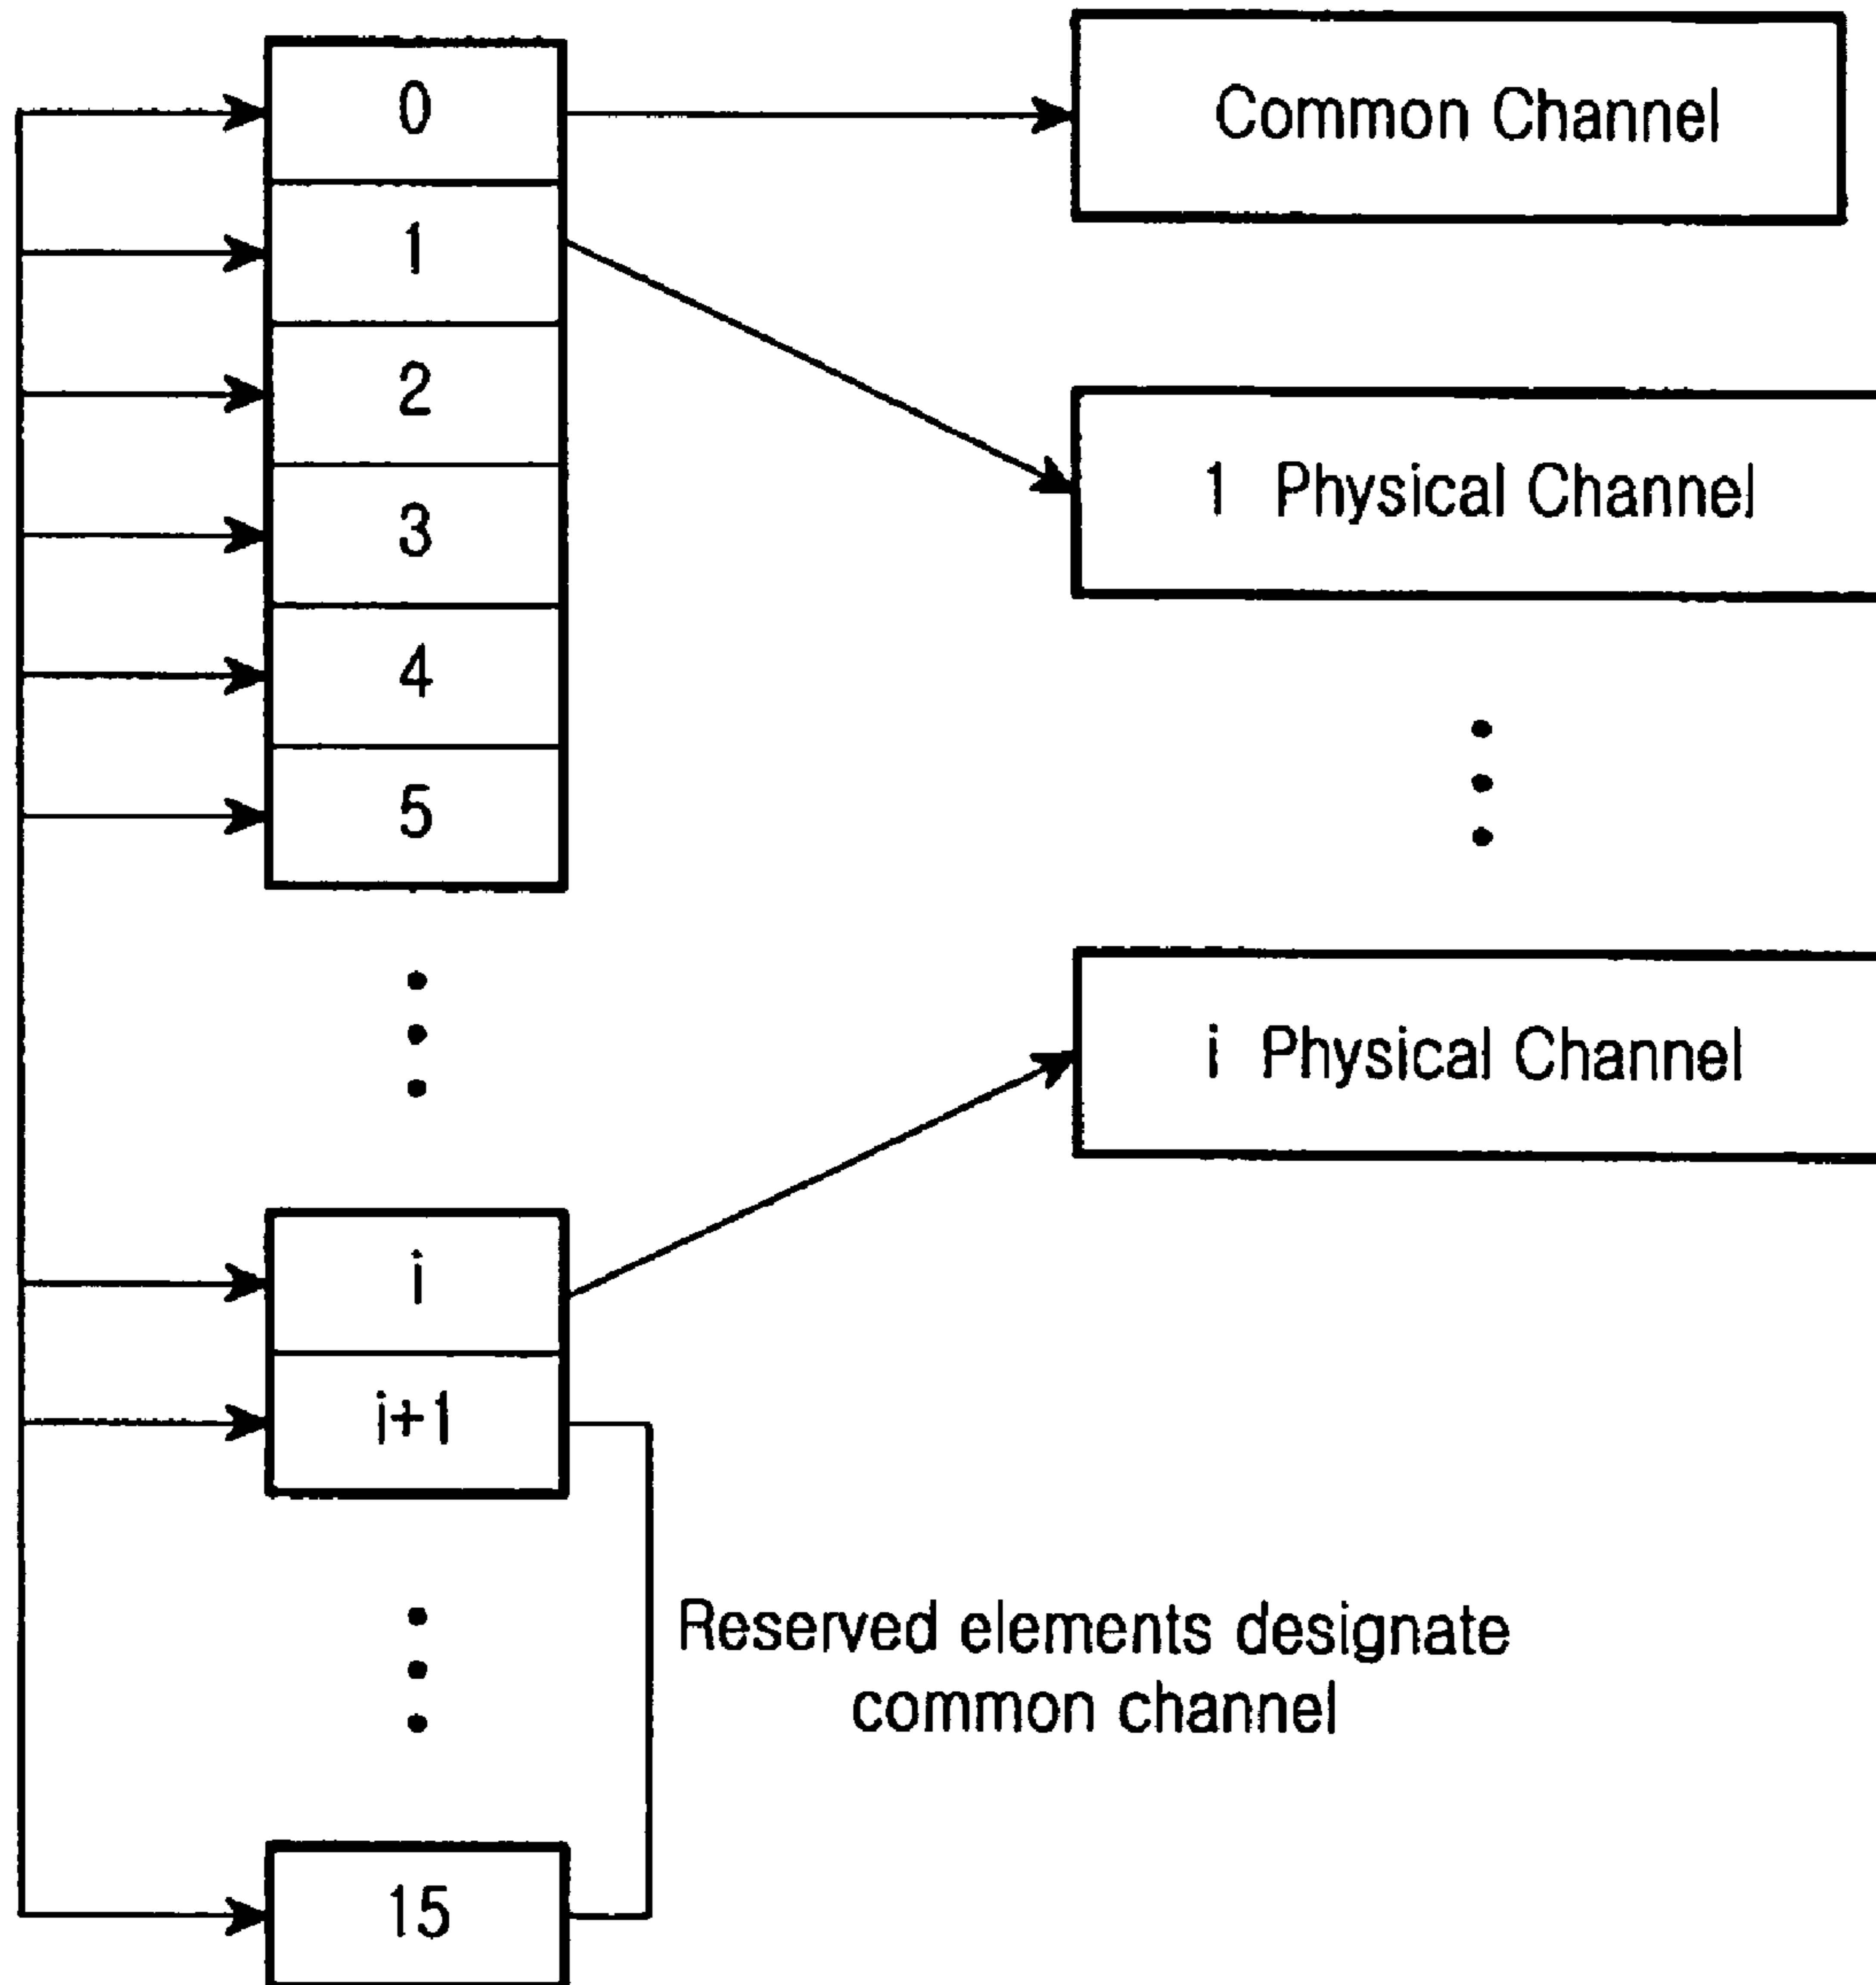 0
Common Channel
1
2
1 Physical Channel
3
4
5
i Physical Channel
i
i+1
Reserved elements designate
common channel
15